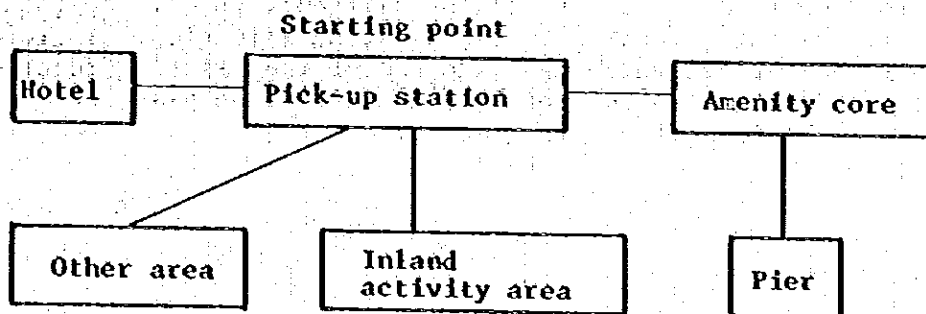 Starting point
Hotel
Pick-up station
Amenity core
Other area
Inland
activity area
Pier